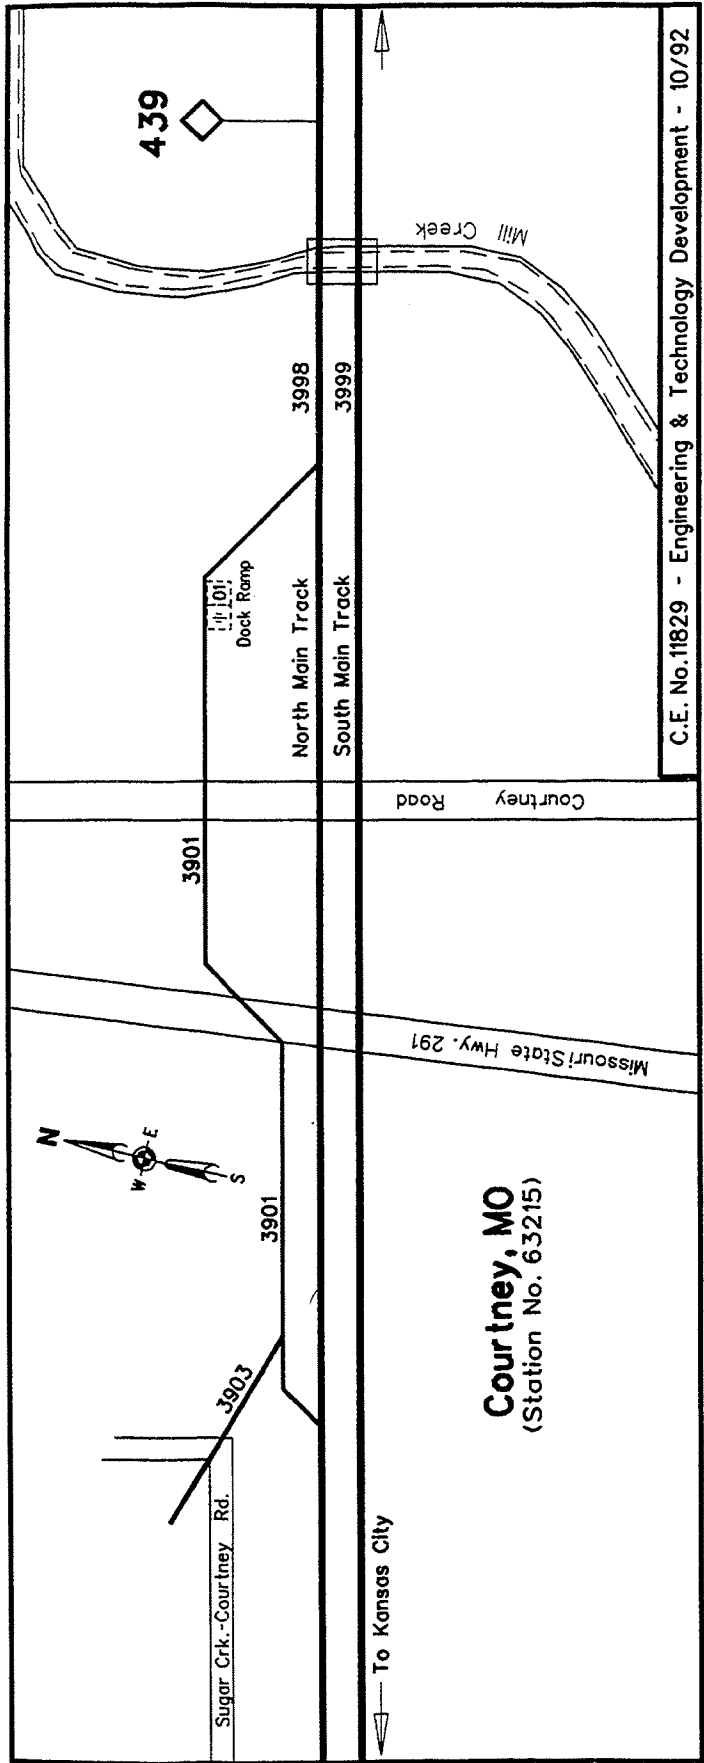 439
Mill Creek
3998
3999
01
Dock Ramp
North Main Track
South Main Track
Courtney Road
3901
Missouri State Hwy. 291
N
W
E
S
3901
3903
Sugar Crk.-Courtney Rd.
Courtney, MO
(Station No. 63215)
To Kansas City
C.E. No.11829 - Engineering & Technology Development - 10/92